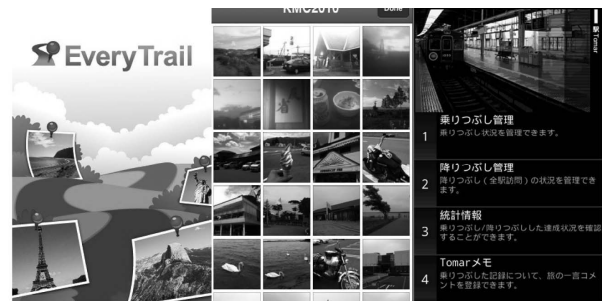 EveryTrail
KMC2010
Done
駅Tomar
1
乗りつぶし管理
乗りつぶし状況を管理できます。
2
降りつぶし管理
降りつぶし(全駅訪問)の状況を管理でき
ます。
3
統計情報
乗りつぶし/降りつぶしした達成状況を確認
することができます。
4
Tomarメモ
乗りつぶした記録について、旅の一言コメ
ントを登録できます。